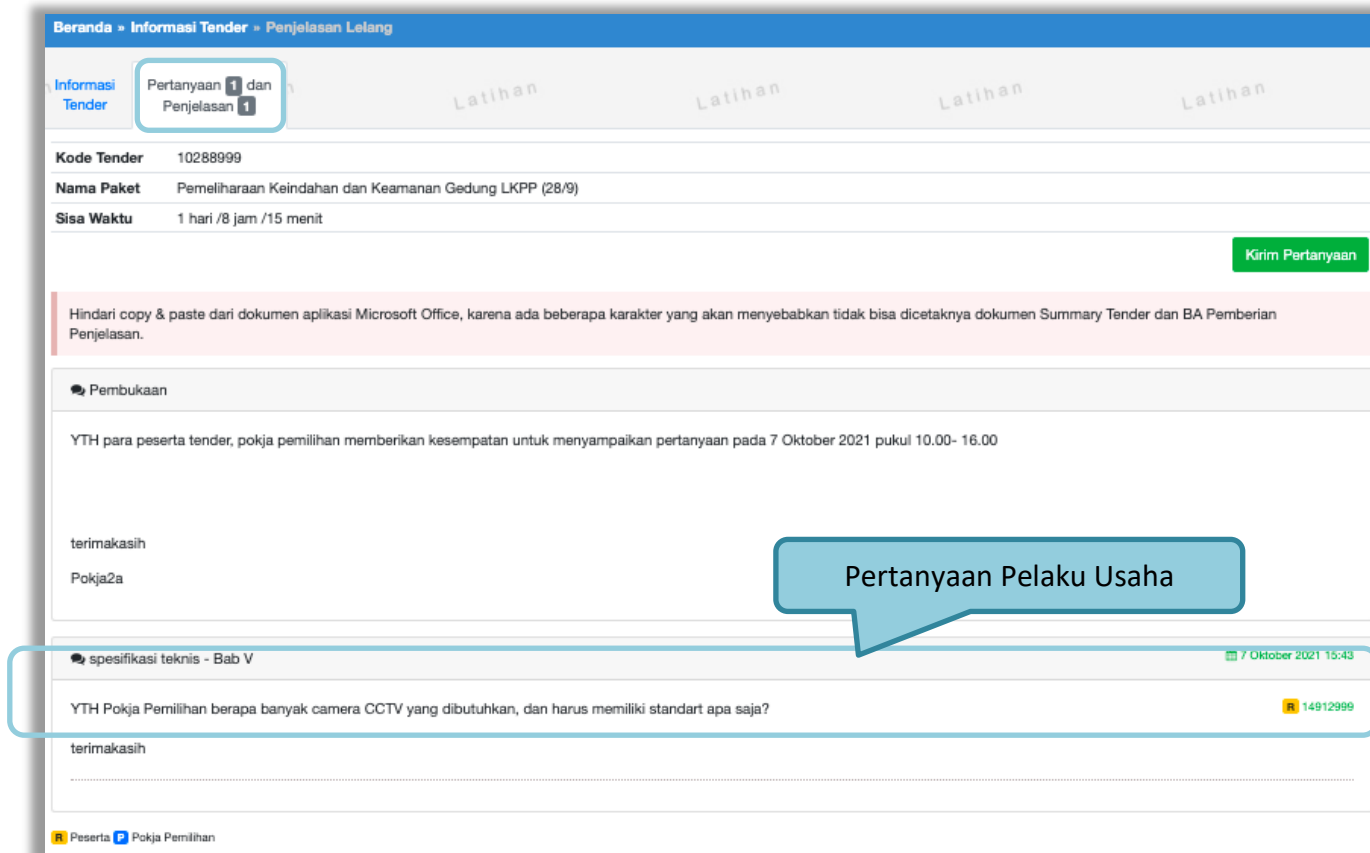 Beranda » Informasi Tender » Penjelasan Lelang
Informasi
Tender
Pertanyaan 1 dan
Penjelasan 1
Latihan Latihan Latihan Latihan
Kode Tender 10288999
Nama Paket Pemeliharaan Keindahan dan Keamanan Gedung LKPP (28/9)
Sisa Waktu 1 hari /8 jam /15 menit
Kirim Pertanyaan
Hindari copy & paste dari dokumen aplikasi Microsoft Office, karena ada beberapa karakter yang akan menyebabkan tidak bisa dicetaknya dokumen Summary Tender dan BA Pemberian
Penjelasan.
Pembukaan
YTH para peserta tender, pokja pemilihan memberikan kesempatan untuk menyampaikan pertanyaan pada 7 Oktober 2021 pukul 10.00- 16.00
terimakasih
Pokja2a
Pertanyaan Pelaku Usaha
spesifikasi teknis - Bab V 7 Oktober 2021 15:43
YTH Pokja Pemilihan berapa banyak camera CCTV yang dibutuhkan, dan harus memiliki standart apa saja? R 14912999
terimakasih
R Peserta P Pokja Pemilihan